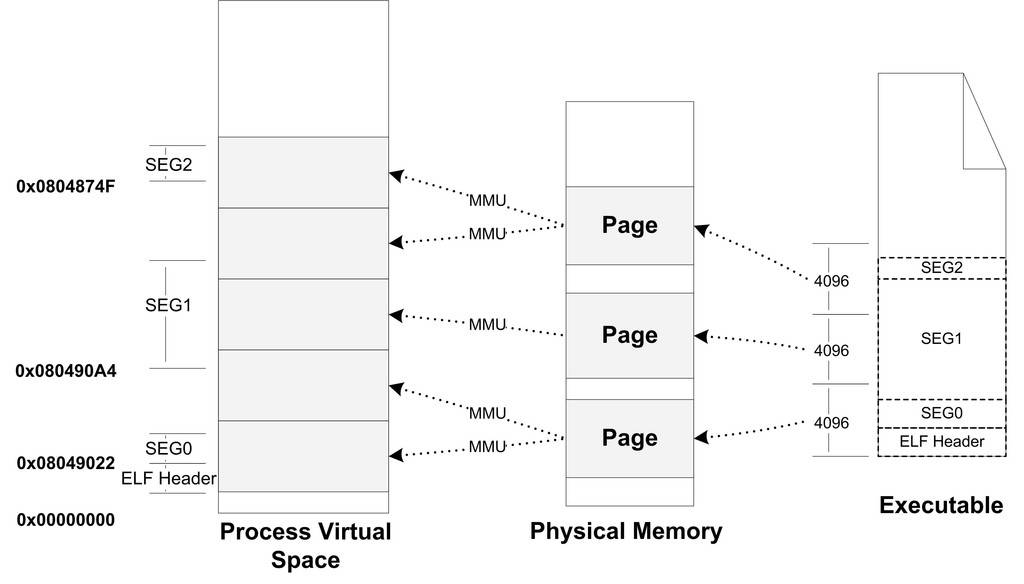 SEG2
0x0804874F
SEG1
0x080490A4
SEG0
0x08049022
ELF Header
0x00000000
Process Virtual
Space
MMU
MMU
MMU
MMU
MMU
Page
Page
Page
Physical Memory
4096
4096
4096
SEG2
SEG1
SEG0
ELF Header
Executable